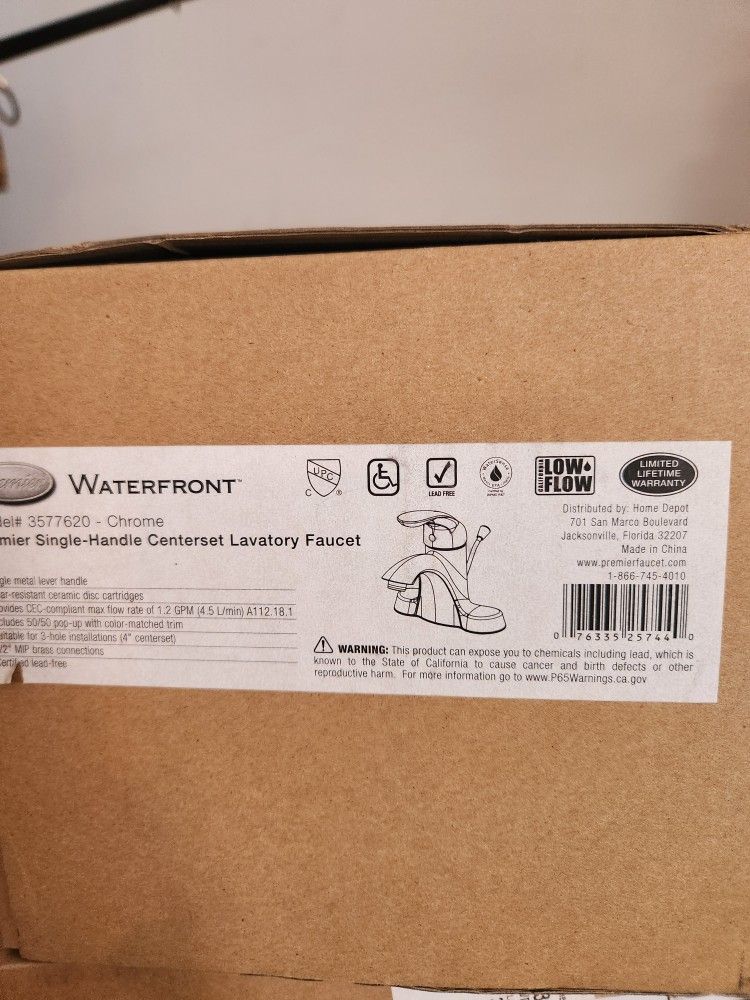 WATERFRONT™
UPC
C ®
LEAD FREE
WaterSense
CALIFORNIA LOW FLOW
LIMITED
LIFETIME
WARRANTY
del# 3577620 - Chrome
mier Single-Handle Centerset Lavatory Faucet
gle metal lever handle
ar-resistant ceramic disc cartridges
ovides CEC-compliant max flow rate of 1.2 GPM (4.5 L/min) A112.18.1
cludes 50/50 pop-up with color-matched trim
itable for 3-hole installations (4" centerset)
/2" MIP brass connections
Certified lead-free
Distributed by: Home Depot
701 San Marco Boulevard
Jacksonville, Florida 32207
Made in China
www.premierfaucet.com
1-866-745-4010
0 76335 25744 0
WARNING: This product can expose you to chemicals including lead, which is
known to the State of California to cause cancer and birth defects or other
reproductive harm. For more information go to www.P65Warnings.ca.gov